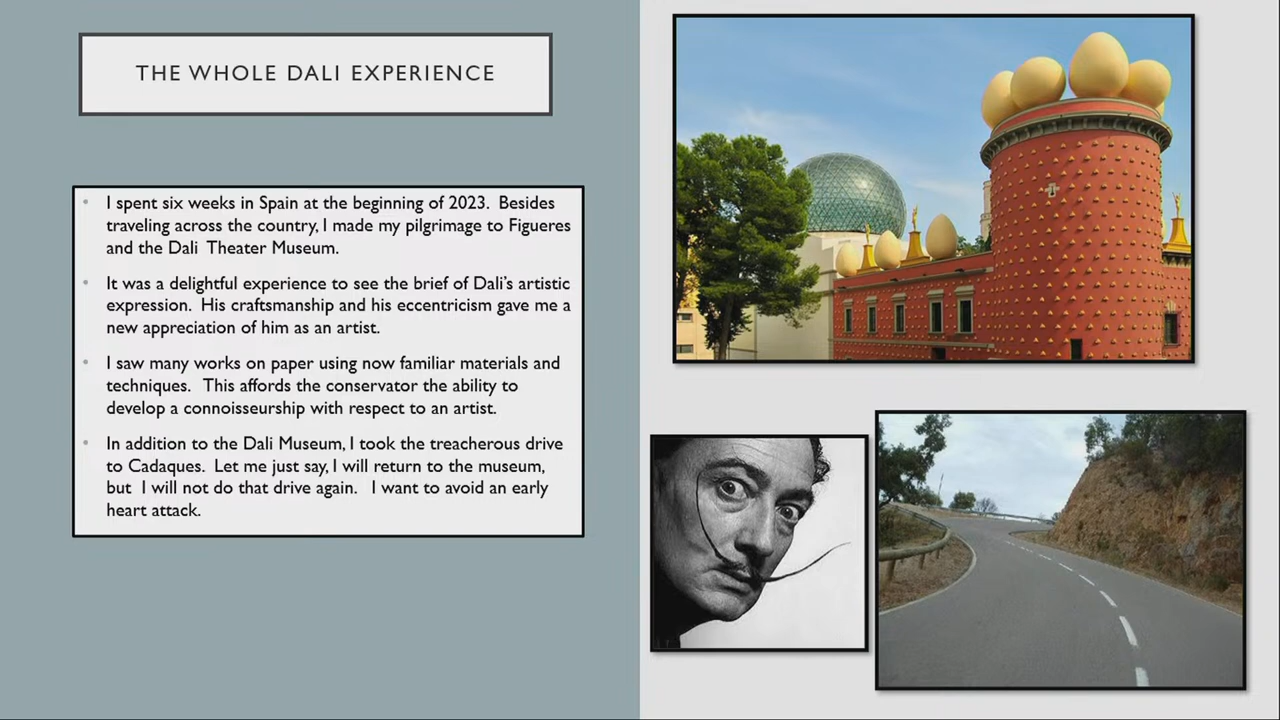 THE WHOLE DALI EXPERIENCE
• I spent six weeks in Spain at the beginning of 2023.  Besides
traveling across the country, I made my pilgrimage to Figueres
and the Dali  Theater Museum.
• It was a delightful experience to see the brief of Dali's artistic
expression.  His craftsmanship and his eccentricism gave me a
new appreciation of him as an artist.
• I saw many works on paper using now familiar materials and
techniques.  This affords the conservator the ability to
develop a connoisseurship with respect to an artist.
• In addition to the Dali Museum, I took the treacherous drive
to Cadaques.  Let me just say, I will return to the museum,
but  I will not do that drive again.   I want to avoid an early
heart attack.